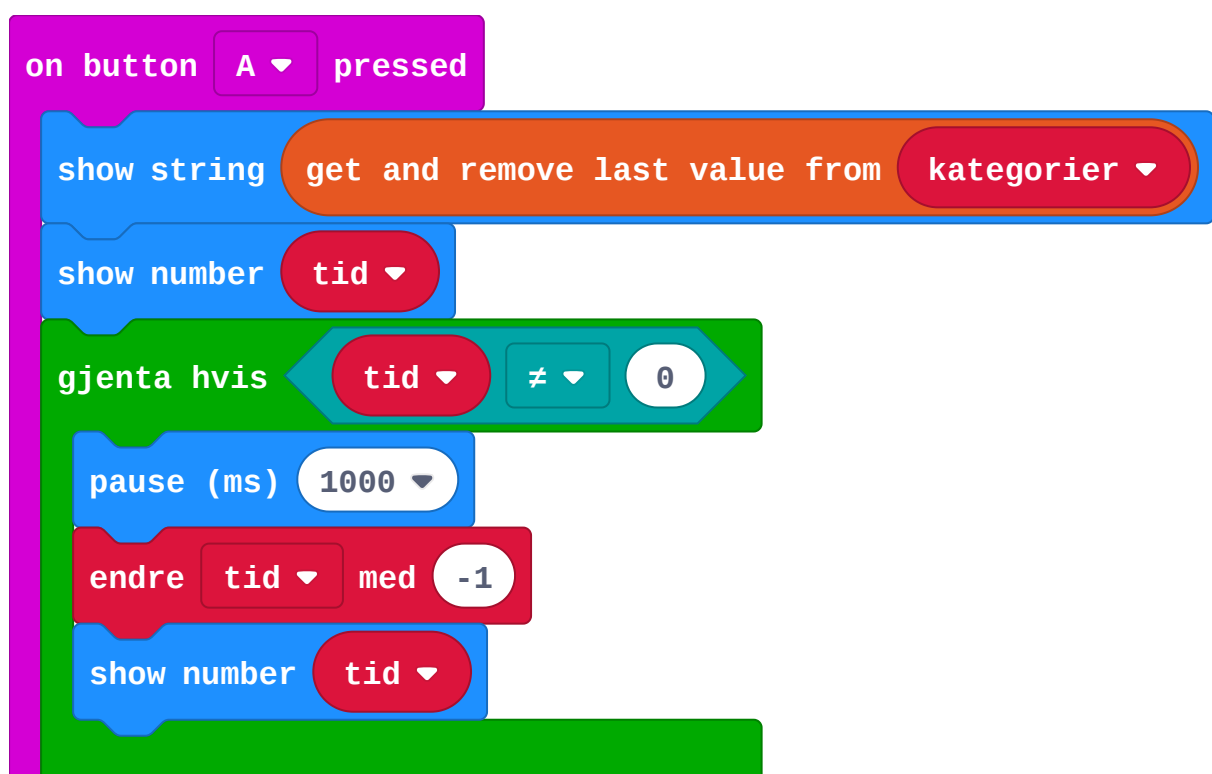 on button A pressed
show string get and remove last value from kategorier
show number tid
gjenta hvis tid ≠ 0
pause (ms) 1000
endre tid med -1
show number tid